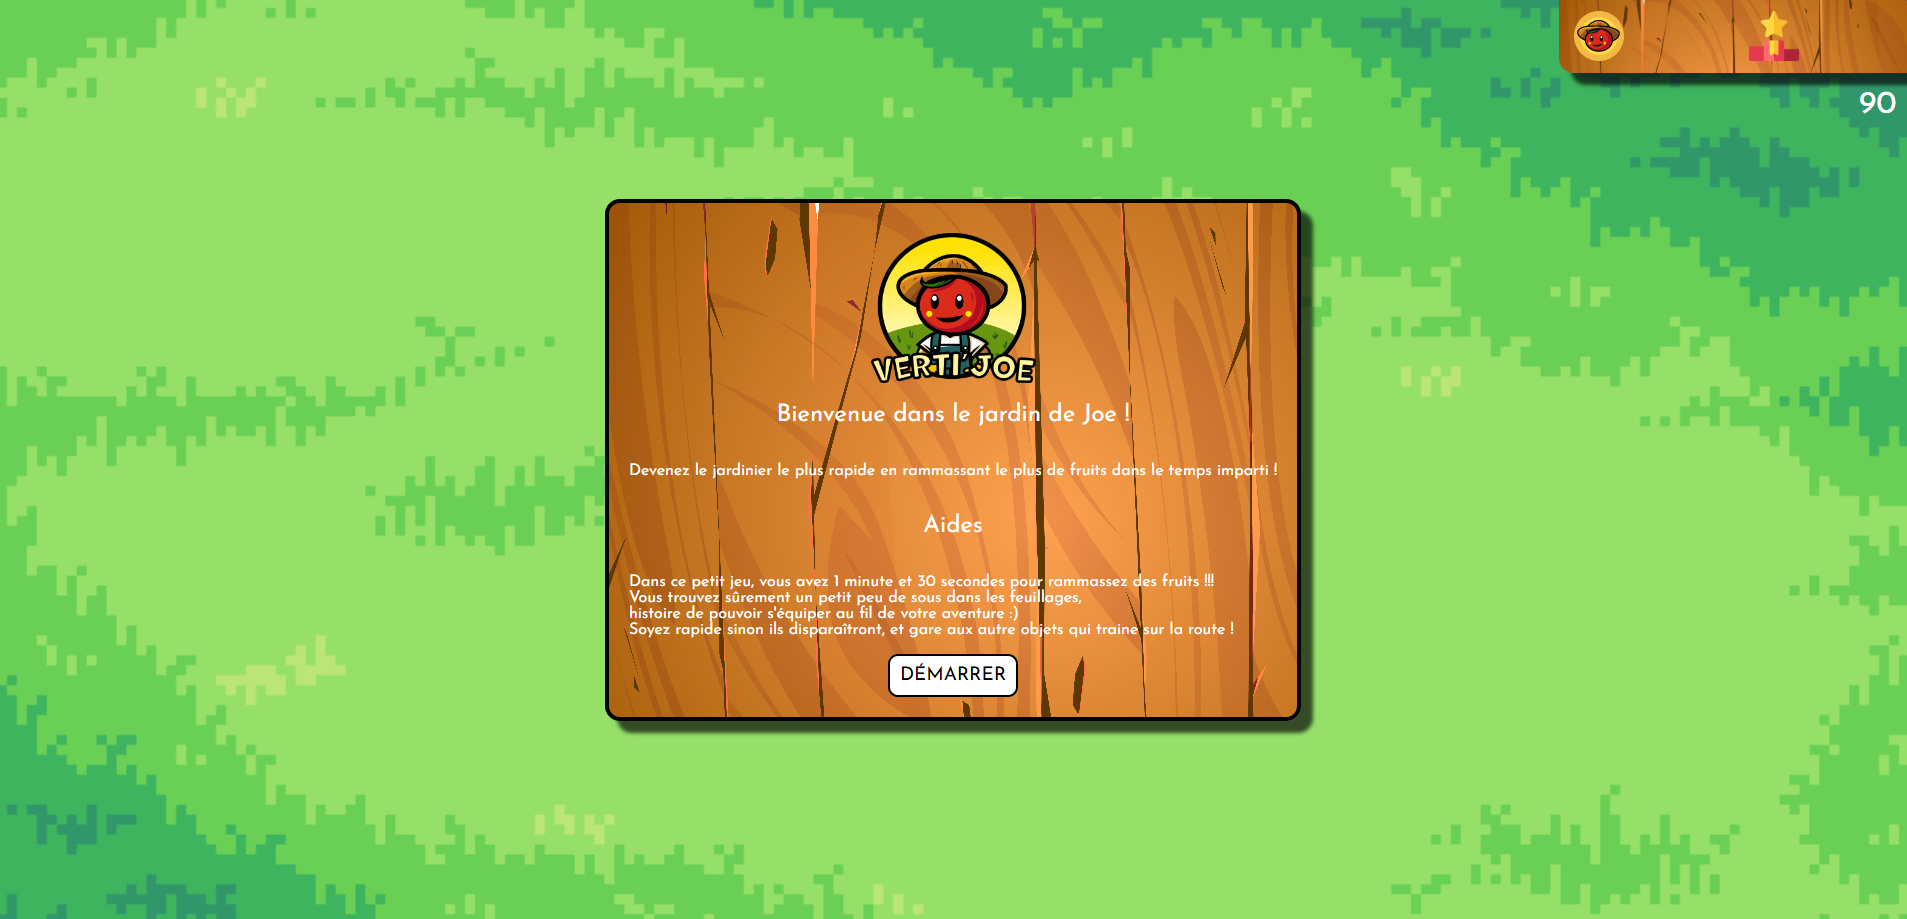 90
VERTI'JOE
Bienvenue dans le jardin de Joe !
Devenez le jardinier le plus rapide en rammassant le plus de fruits dans le temps imparti !
Aides
Dans ce petit jeu, vous avez 1 minute et 30 secondes pour rammassez des fruits !!!
Vous trouvez sûrement un petit peu de sous dans les feuillages,
histoire de pouvoir s'équiper au fil de votre aventure :)
Soyez rapide sinon ils disparaîtront, et gare aux autre objets qui traine sur la route !
DÉMARRER